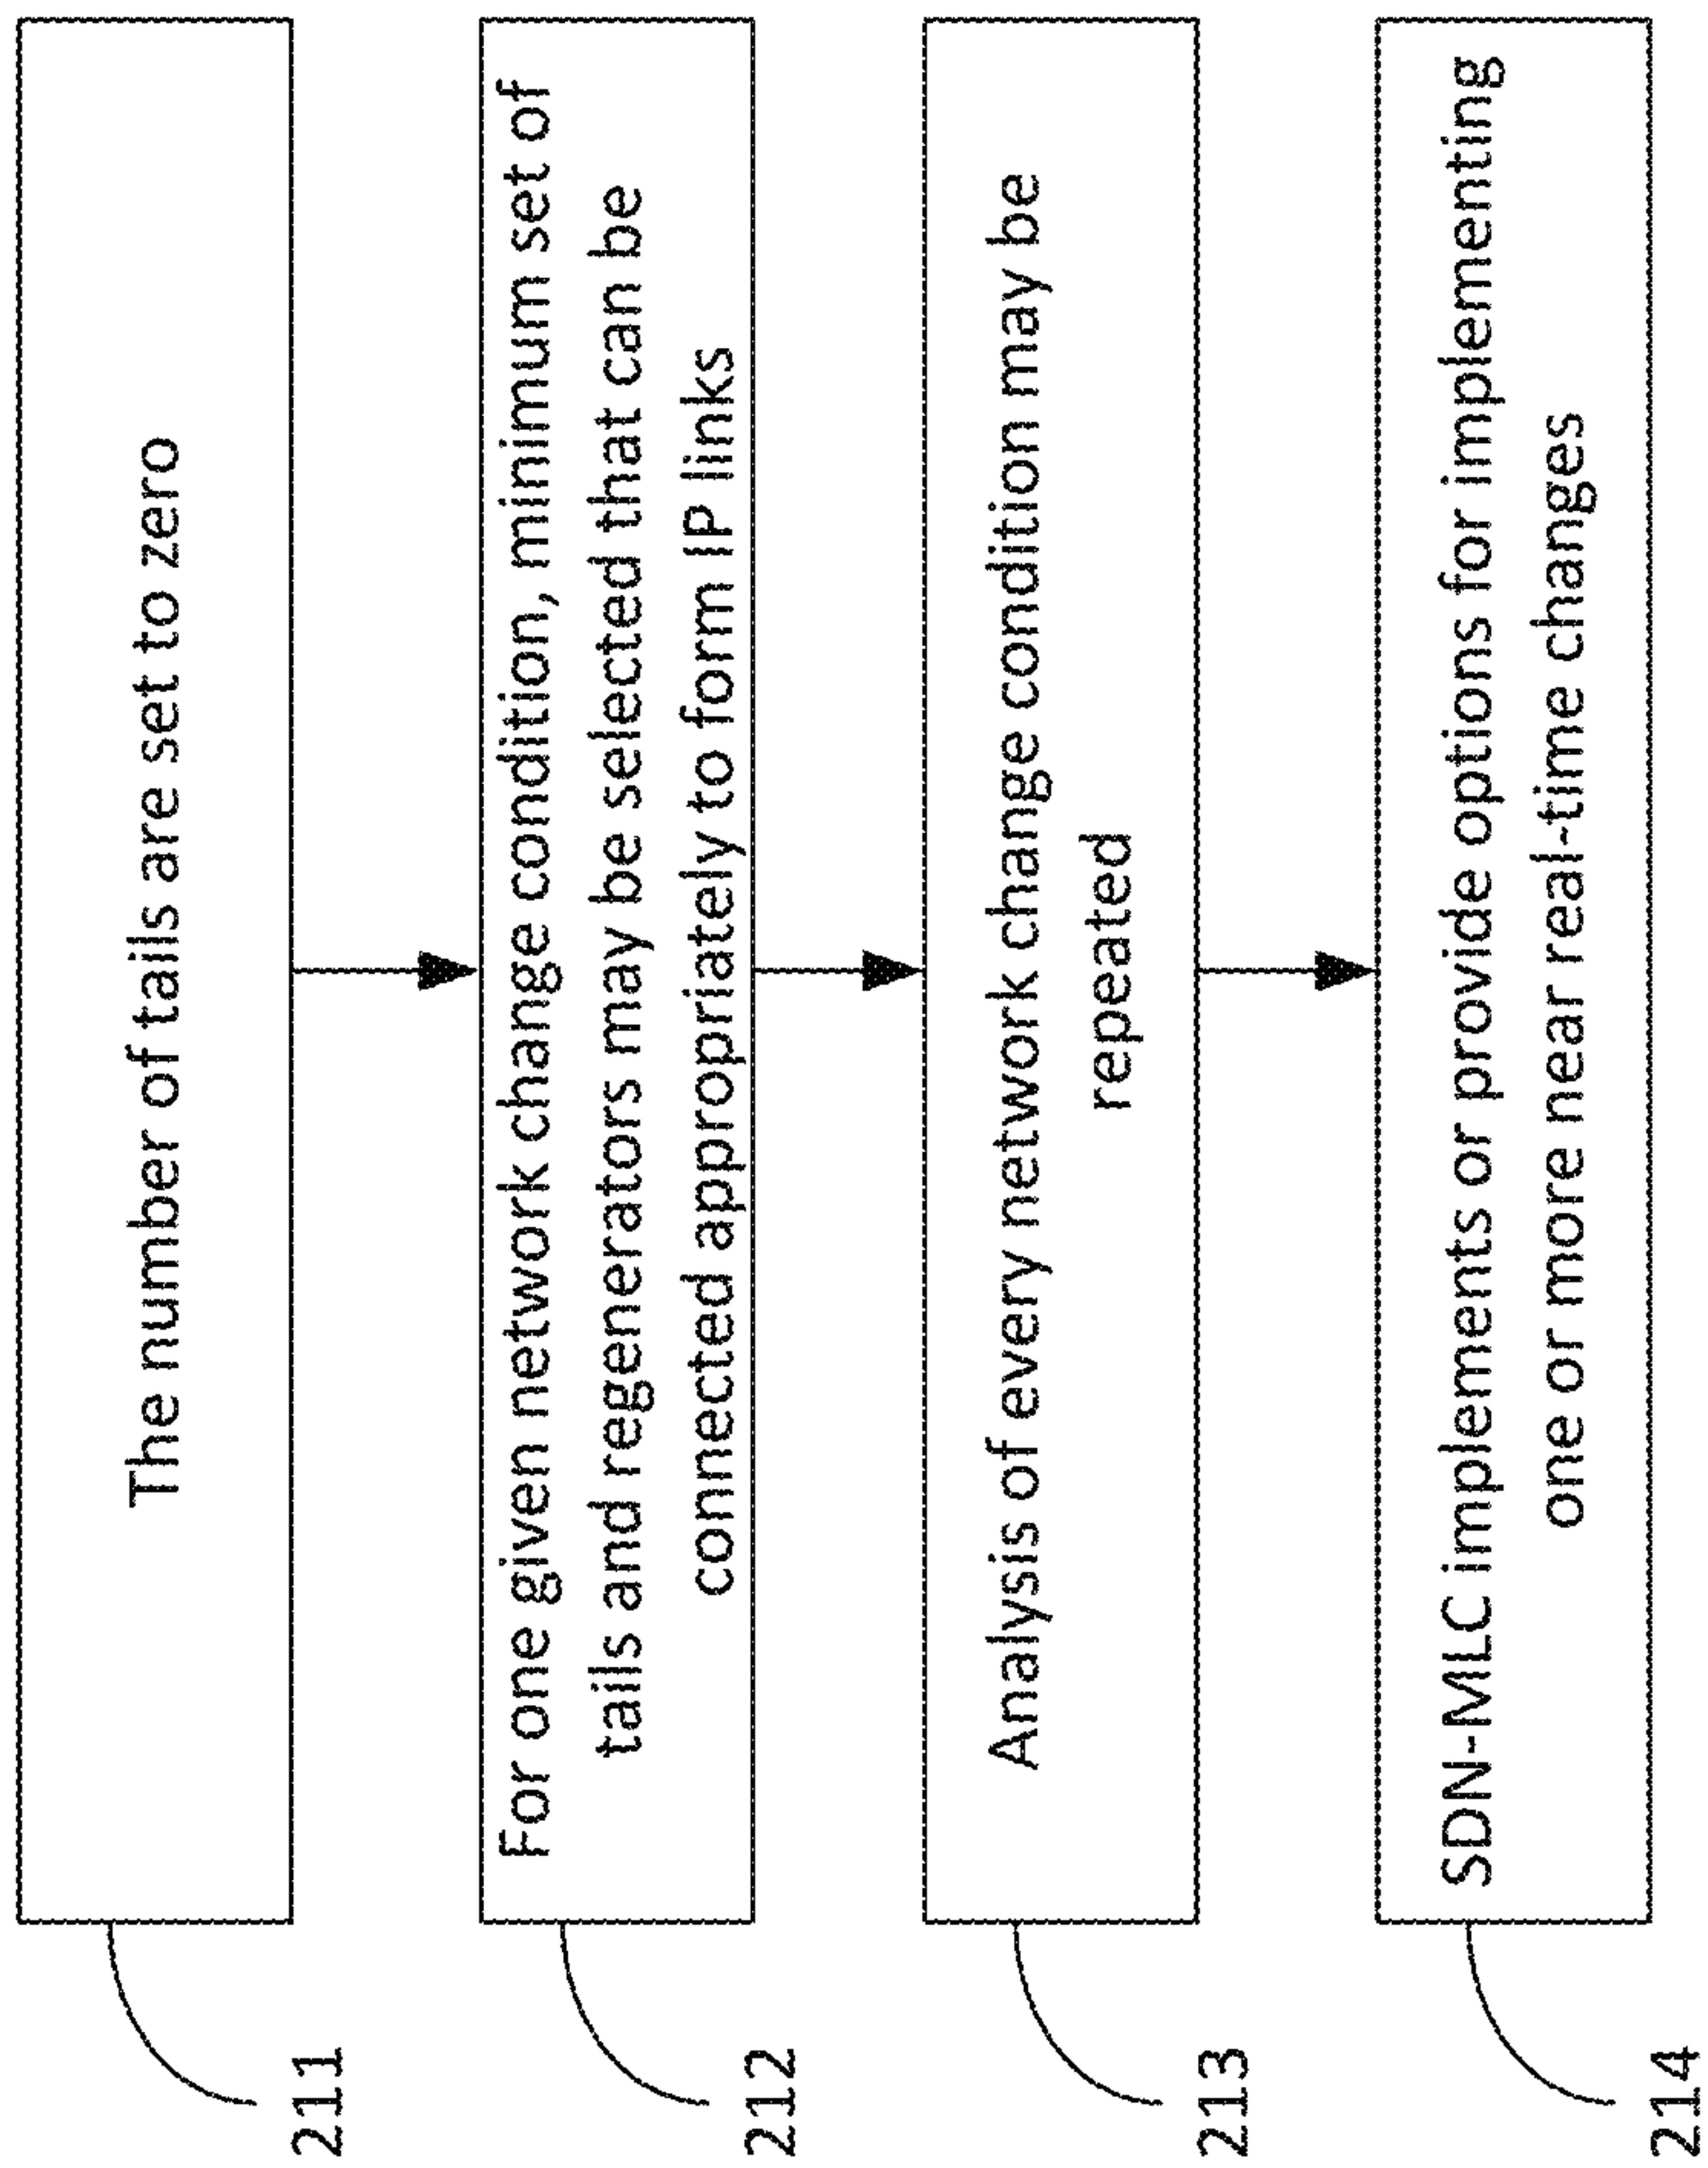 211
The number of tails are set to zero
212
For one given network change condition, minimum set of
tails and regenerators may be selected that can be
connected appropriately to form IP links
213
Analysis of every network change condition may be
repeated
214
SDN-MLC implements or provide options for implementing
one or more near real-time changes